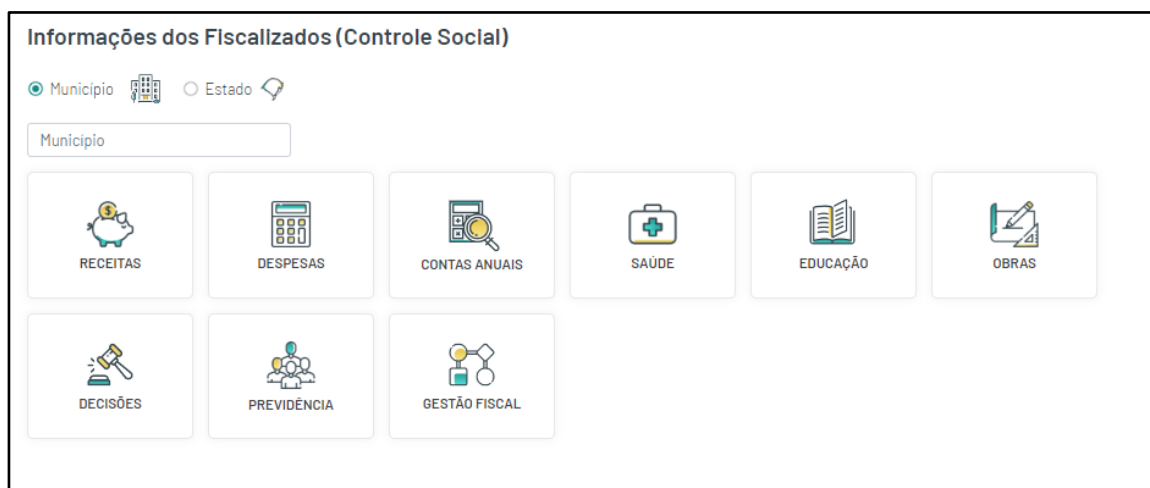 Informações dos Fiscalizados (Controle Social)
Município Estado
Município
RECEITAS DESPESAS CONTAS ANUAIS SAÚDE EDUCAÇÃO OBRAS
DECISÕES PREVIDÊNCIA GESTÃO FISCAL